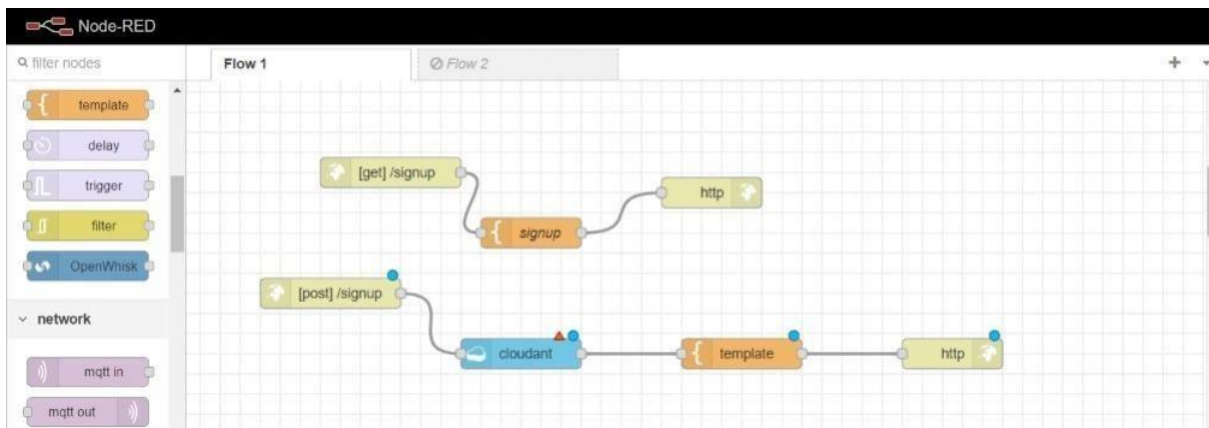 Node-RED
filter nodes
Flow 1
Flow 2
template
delay
trigger
filter
OpenWhisk
network
mqtt in
mqtt out
[get] /signup
http
signup
[post] /signup
cloudant
template
http